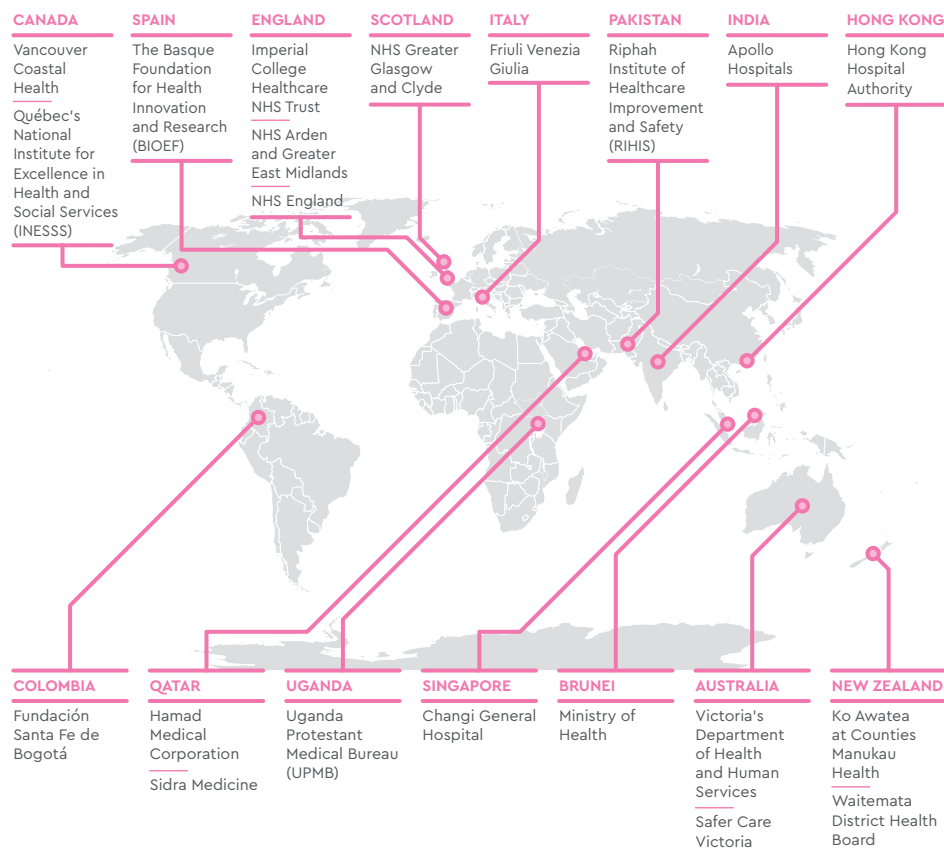 CANADA
Vancouver
Coastal
Health
Québec's
National
Institute for
Excellence in
Health and
Social Services
(INESSS)
SPAIN
The Basque
Foundation
for Health
Innovation
and Research
(BIOEF)
ENGLAND
Imperial
College
Healthcare
NHS Trust
NHS Arden
and Greater
East Midlands
NHS England
SCOTLAND
NHS Greater
Glasgow
and Clyde
ITALY
Friuli Venezia
Giulia
PAKISTAN
Riphah
Institute of
Healthcare
Improvement
and Safety
(RIHIS)
INDIA
Apollo
Hospitals
HONG KONG
Hong Kong
Hospital
Authority
COLOMBIA
Fundación
Santa Fe de
Bogotá
QATAR
Hamad
Medical
Corporation
Sidra Medicine
UGANDA
Uganda
Protestant
Medical Bureau
(UPMB)
SINGAPORE
Changi General
Hospital
BRUNEI
Ministry of
Health
AUSTRALIA
Victoria's
Department
of Health
and Human
Services
Safer Care
Victoria
NEW ZEALAND
Ko Awatea
at Counties
Manukau
Health
Waitemata
District Health
Board